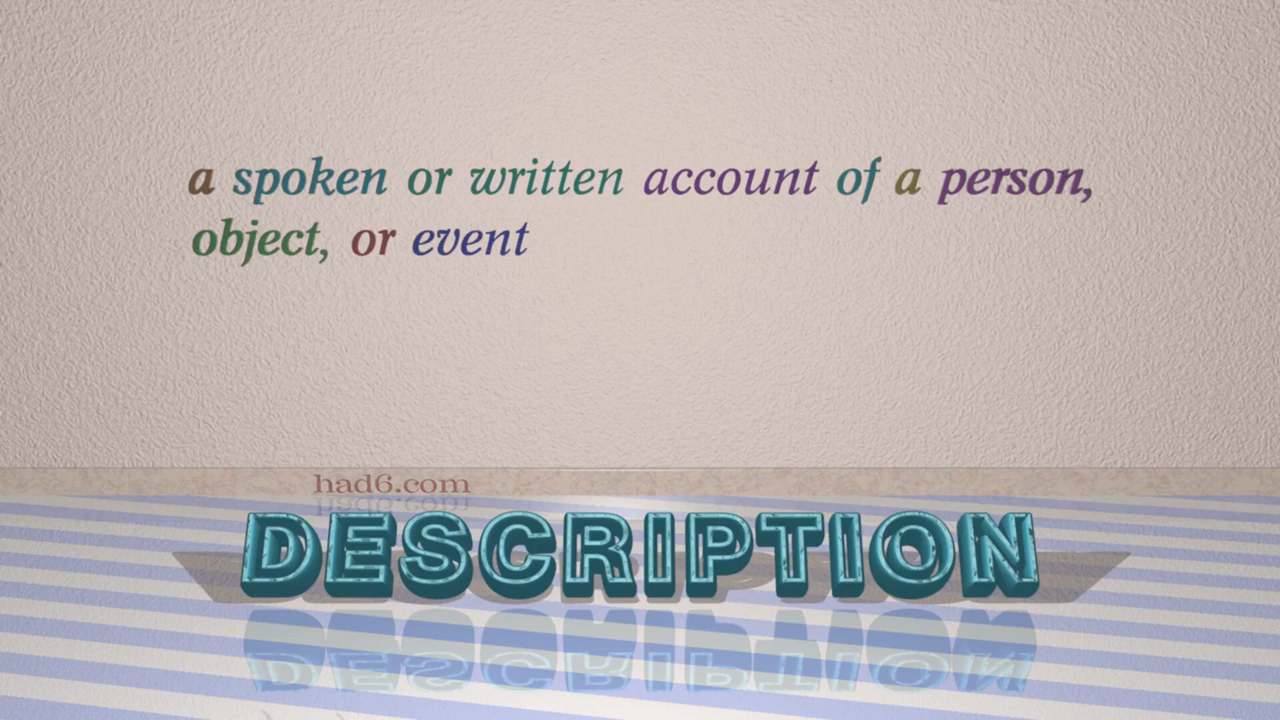 a spoken or written account of a person,
object, or event
had6.com
DESCRIPTION